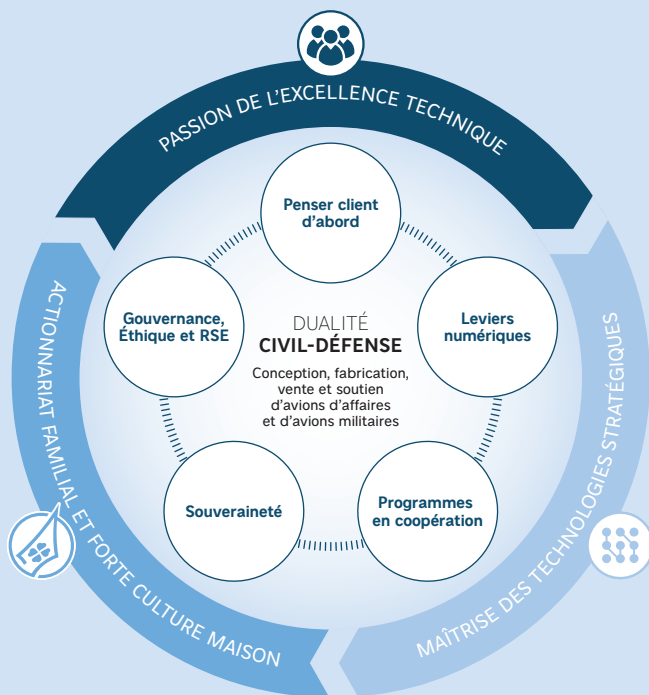 PASSION DE L’EXCELLENCE TECHNIQUE
Penser client
d’abord
Gouvernance,
Éthique et RSE
Leviers
numériques
DUALITÉ
CIVIL-DÉFENSE
Conception, fabrication,
vente et soutien
d’avions d’affaires
et d’avions militaires
Souveraineté
Programmes
en coopération
ACTIONNARIAT FAMILIAL ET FORTE CULTURE MAISON
MAÎTRISE DES TECHNOLOGIES STRATÉGIQUES